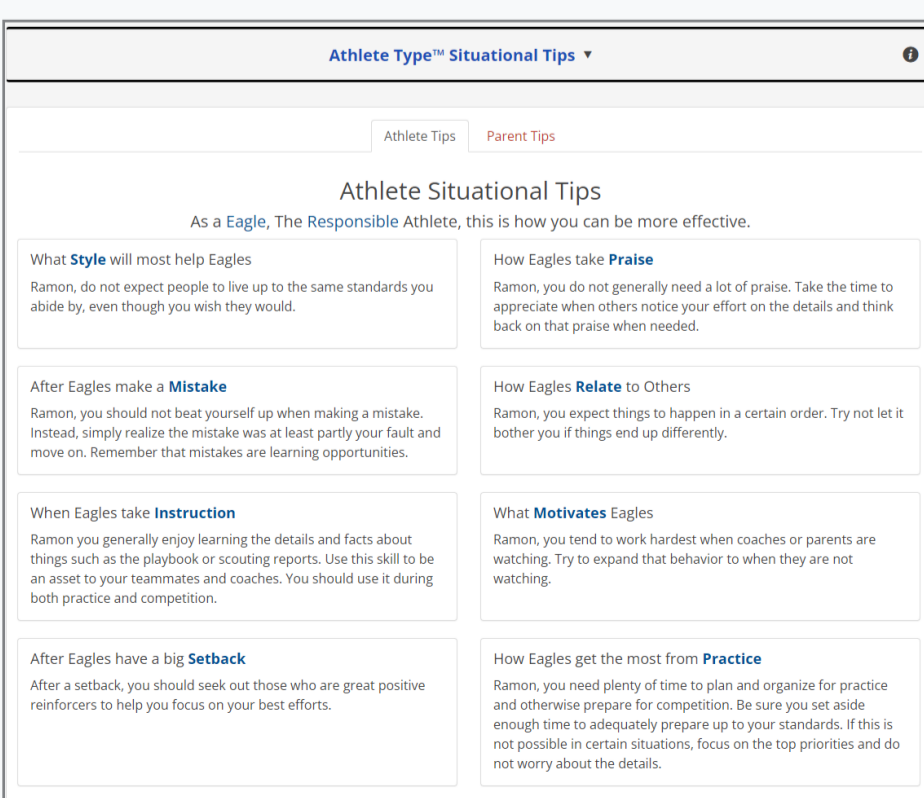 Athlete Type™ Situational Tips ▼
Athlete Tips
Parent Tips
Athlete Situational Tips
As a Eagle, The Responsible Athlete, this is how you can be more effective.
What Style will most help Eagles
Ramon, do not expect people to live up to the same standards you
abide by, even though you wish they would.
How Eagles take Praise
Ramon, you do not generally need a lot of praise. Take the time to
appreciate when others notice your effort on the details and think
back on that praise when needed.
After Eagles make a Mistake
Ramon, you should not beat yourself up when making a mistake.
Instead, simply realize the mistake was at least partly your fault and
move on. Remember that mistakes are learning opportunities.
How Eagles Relate to Others
Ramon, you expect things to happen in a certain order. Try not let it
bother you if things end up differently.
When Eagles take Instruction
Ramon you generally enjoy learning the details and facts about
things such as the playbook or scouting reports. Use this skill to be
an asset to your teammates and coaches. You should use it during
both practice and competition.
What Motivates Eagles
Ramon, you tend to work hardest when coaches or parents are
watching. Try to expand that behavior to when they are not
watching.
After Eagles have a big Setback
After a setback, you should seek out those who are great positive
reinforcers to help you focus on your best efforts.
How Eagles get the most from Practice
Ramon, you need plenty of time to plan and organize for practice
and otherwise prepare for competition. Be sure you set aside
enough time to adequately prepare up to your standards. If this is
not possible in certain situations, focus on the top priorities and do
not worry about the details.